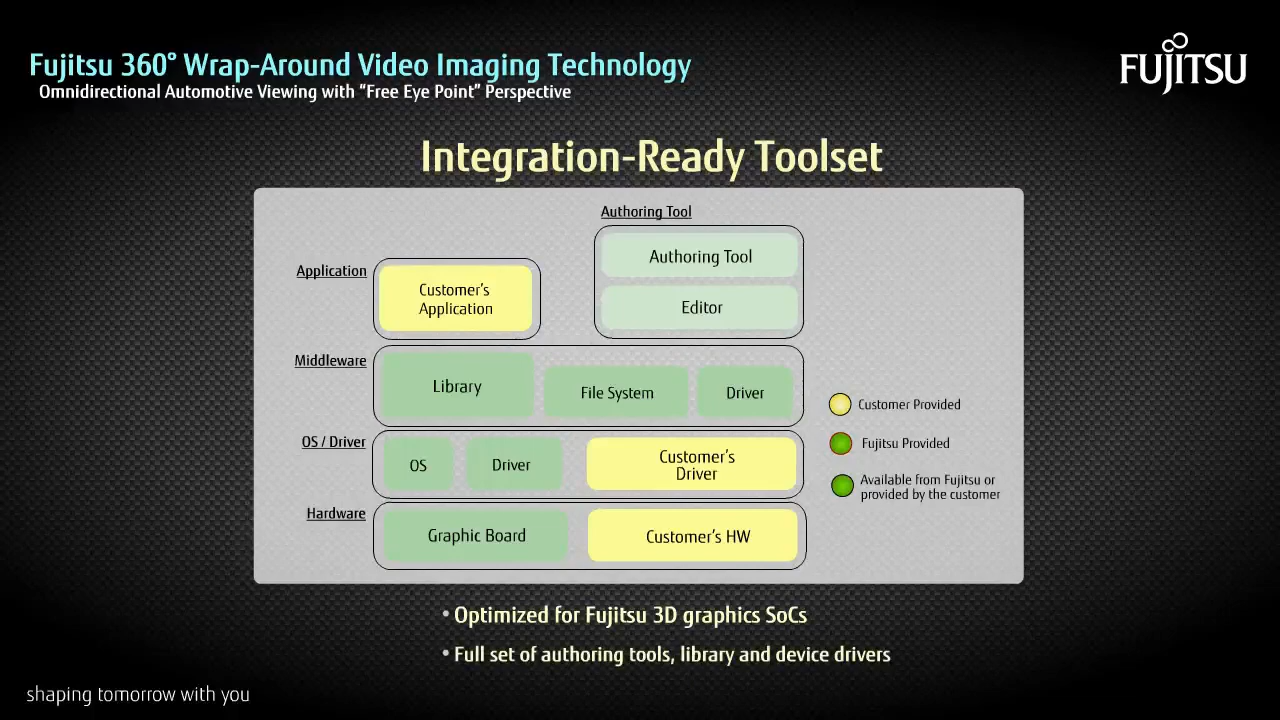 Fujitsu 360° Wrap-Around Video Imaging Technology
Omnidirectional Automotive Viewing with “Free Eye Point” Perspective
FUJITSU
Integration-Ready Toolset
Authoring Tool
Authoring Tool
Editor
Application
Customer’s
Application
Middleware
Library
File System
Driver
OS / Driver
OS
Driver
Customer’s
Driver
Hardware
Graphic Board
Customer’s HW
Customer Provided
Fujitsu Provided
Available from Fujitsu or
provided by the customer
• Optimized for Fujitsu 3D graphics SoCs
• Full set of authoring tools, library and device drivers
shaping tomorrow with you